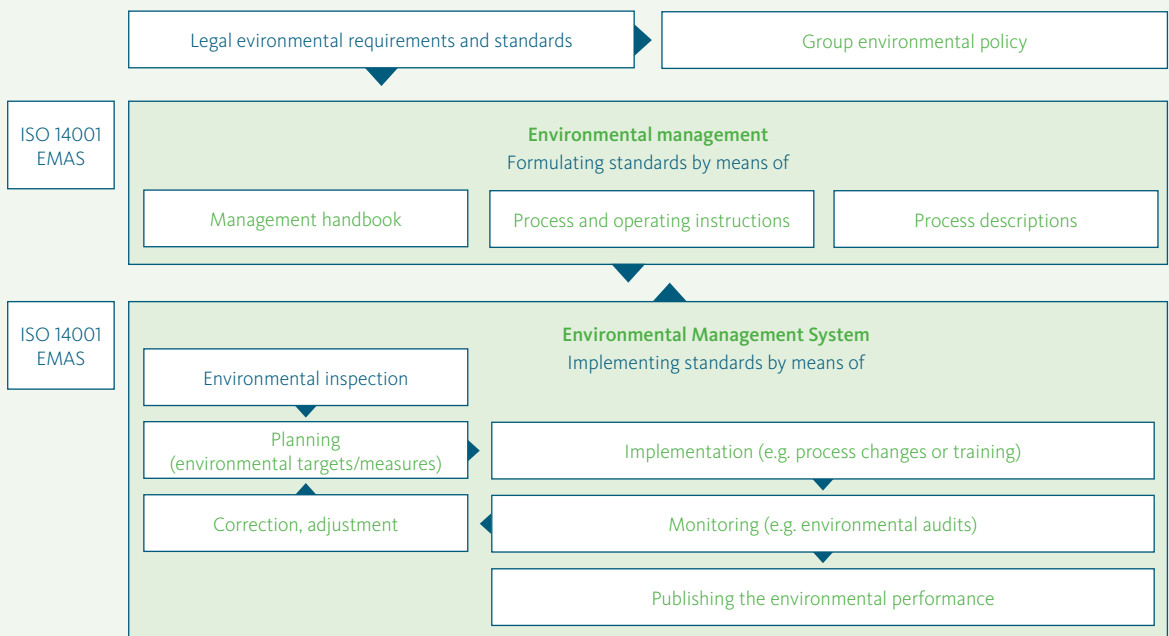 Legal evironmental requirements and standards
Group environmental policy
ISO 14001
EMAS
Environmental management
Formulating standards by means of
Management handbook
Process and operating instructions
Process descriptions
ISO 14001
EMAS
Environmental Management System
Implementing standards by means of
Environmental inspection
Planning
(environmental targets/measures)
Implementation (e.g. process changes or training)
Correction, adjustment
Monitoring (e.g. environmental audits)
Publishing the environmental performance